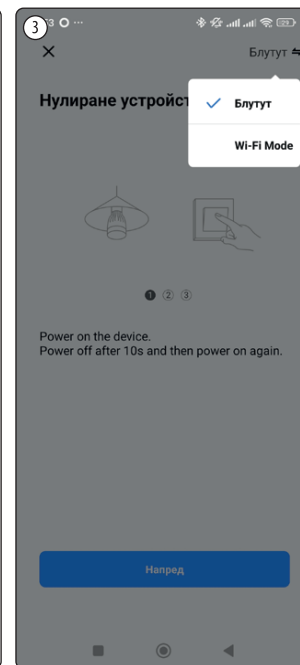 3
Блутут
Нулиране устройст
Блутут
Wi-Fi Mode
1 2 3
Power on the device.
Power off after 10s and then power on again.
Напред